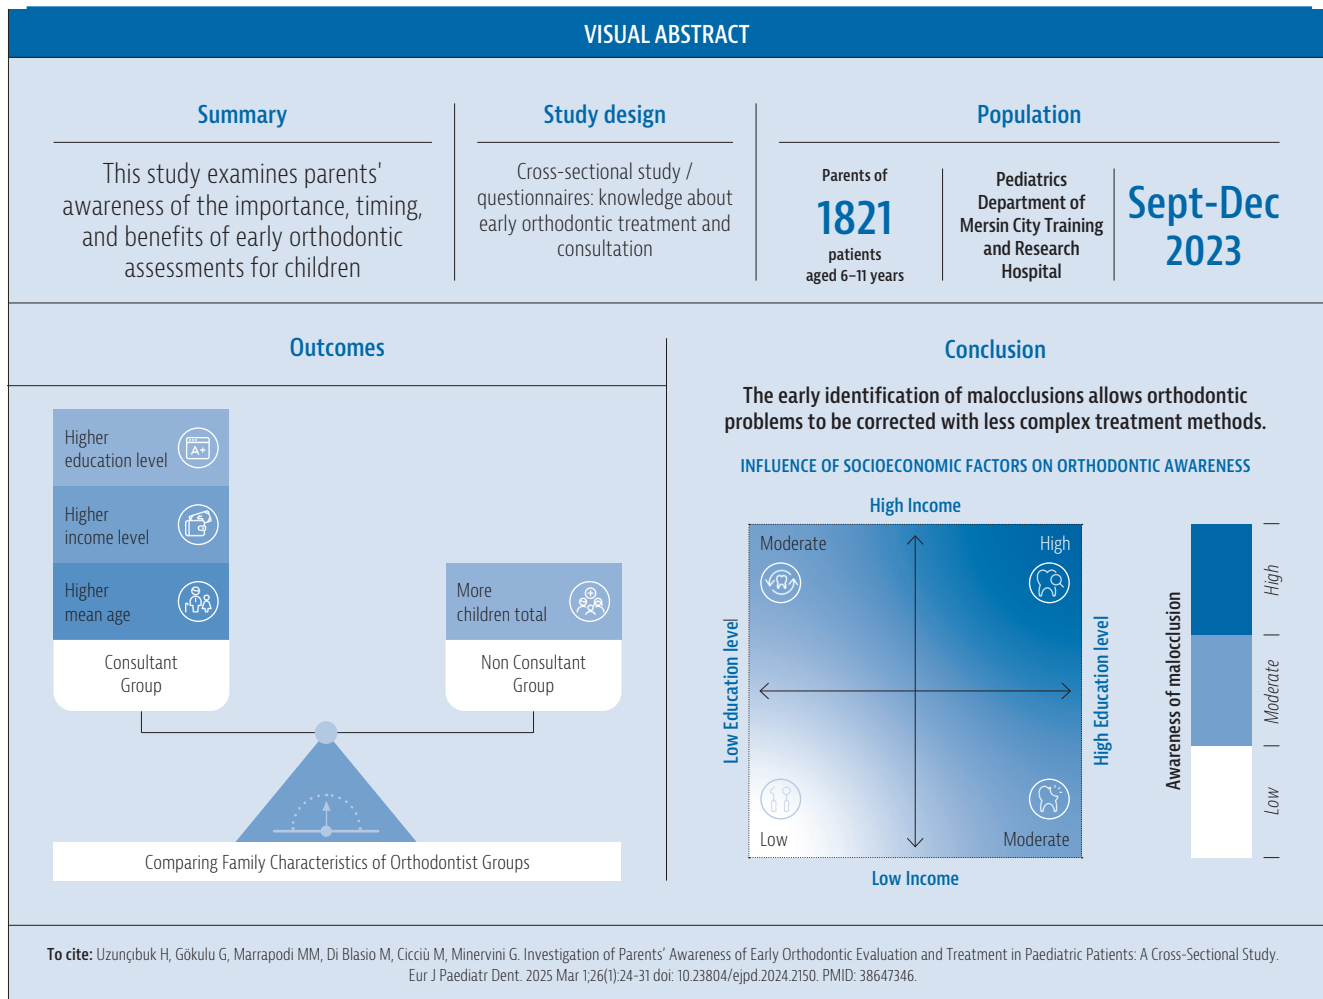 VISUAL ABSTRACT
Summary
This study examines parents'
awareness of the importance, timing,
and benefits of early orthodontic
assessments for children
Study design
Cross-sectional study /
questionnaires: knowledge about
early orthodontic treatment and
consultation
Population
Parents of
1821
patients
aged 6–11 years
Pediatrics
Department of
Mersin City Training
and Research
Hospital
Sept-Dec
2023
Outcomes
Higher
education level
A+
Higher
income level
Higher
mean age
Consultant
Group
More
children total
Non Consultant
Group
Comparing Family Characteristics of Orthodontist Groups
Conclusion
The early identification of malocclusions allows orthodontic
problems to be corrected with less complex treatment methods.
INFLUENCE OF SOCIOECONOMIC FACTORS ON ORTHODONTIC AWARENESS
High Income
Moderate
High
Low Education level
High Education level
Low
Moderate
Low Income
Awareness of malocclusion
High
Moderate
Low
To cite: Uzunçıbuk H, Gökulu G, Marrapodi MM, Di Blasio M, Cicciù M, Minervini G. Investigation of Parents' Awareness of Early Orthodontic Evaluation and Treatment in Paediatric Patients: A Cross-Sectional Study.
Eur J Paediatr Dent. 2025 Mar 1;26(1):24-31 doi: 10.23804/ejpd.2024.2150. PMID: 38647346.